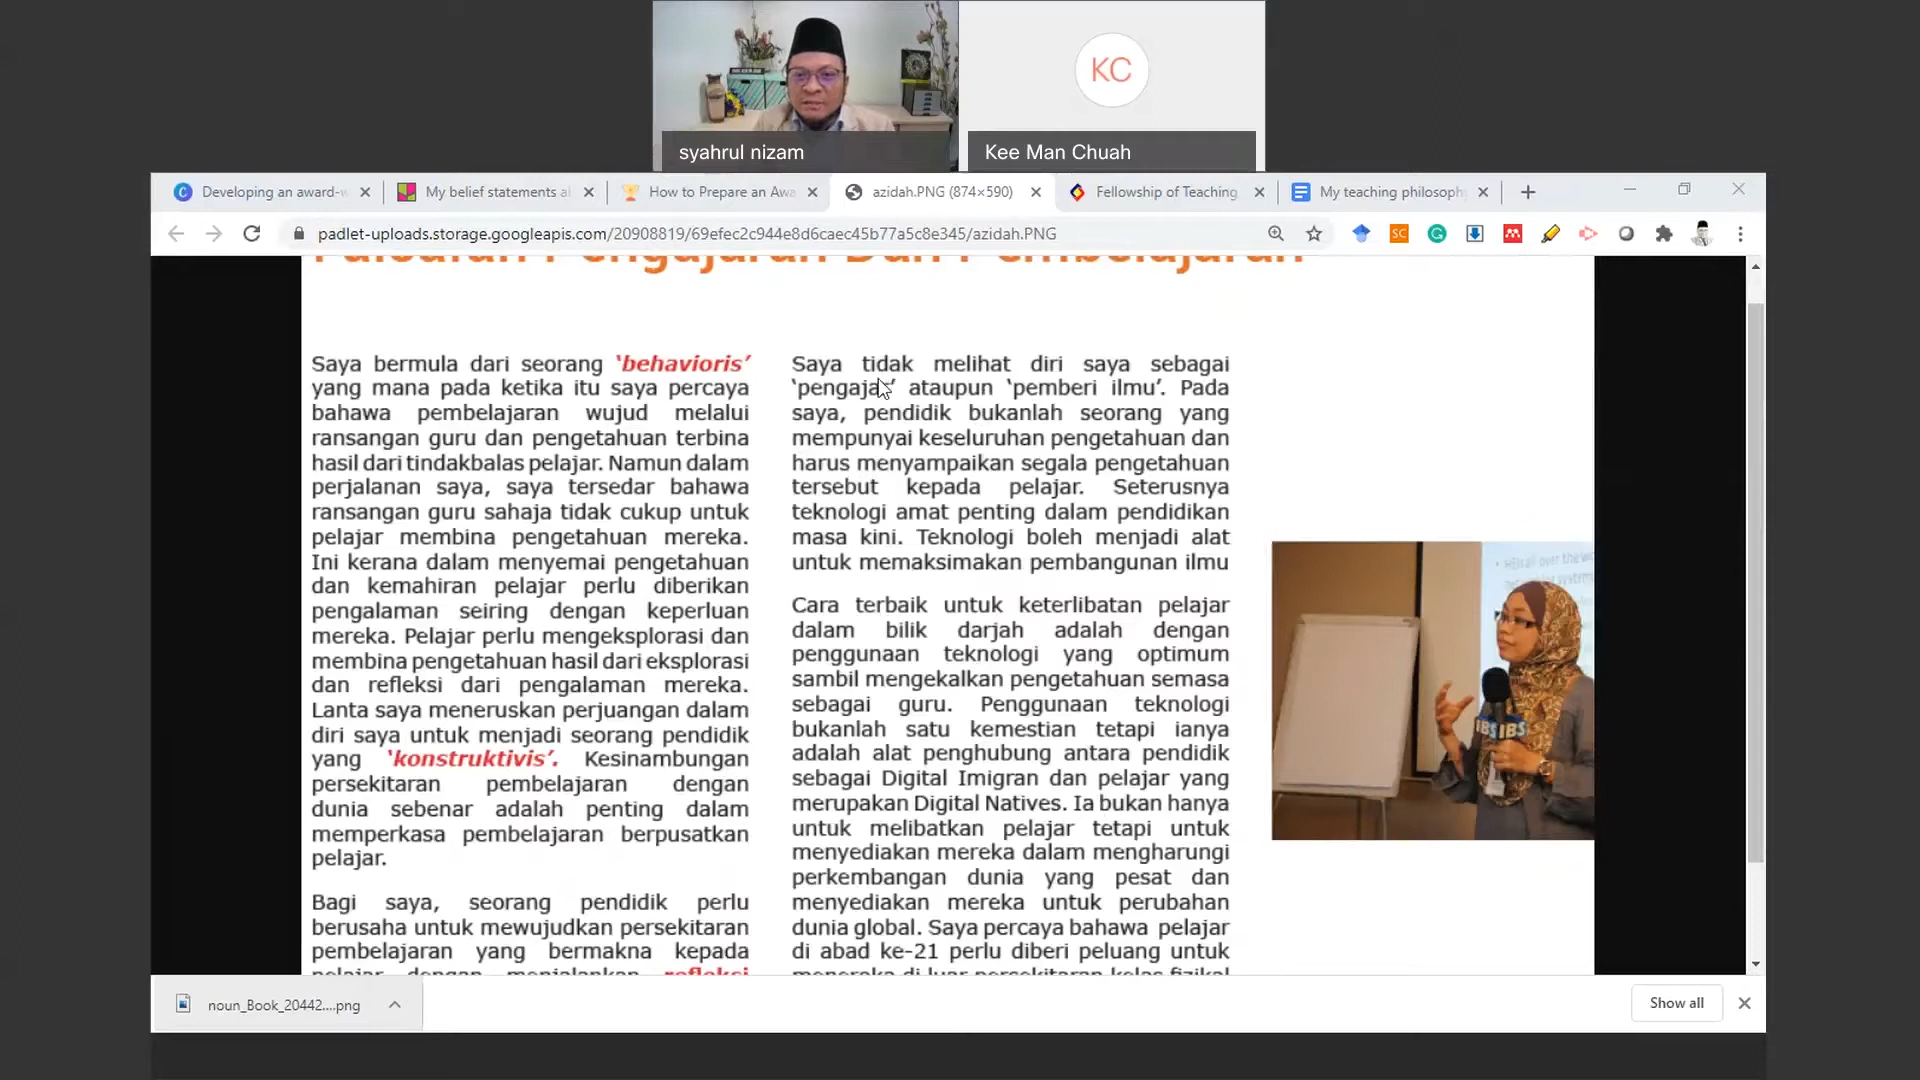 syahrul nizam
KC
Kee Man Chuah
Developing an award-w
My belief statements a
How to Prepare an Awa
azidah.PNG (874×590)
Fellowship of Teaching
My teaching philosoph
padlet-uploads.storage.googleapis.com/20908819/69efec2c944e8d6caec45b77a5c8e345/azidah.PNG
Falsafah Pengajaran Dan Pembelajaran
Saya bermula dari seorang ‘behavioris’
yang mana pada ketika itu saya percaya
bahawa pembelajaran wujud melalui
ransangan guru dan pengetahuan terbina
hasil dari tindakbalas pelajar. Namun dalam
perjalanan saya, saya tersedar bahawa
ransangan guru sahaja tidak cukup untuk
pelajar membina pengetahuan mereka.
Ini kerana dalam menyemai pengetahuan
dan kemahiran pelajar perlu diberikan
pengalaman seiring dengan keperluan
mereka. Pelajar perlu mengeksplorasi dan
membina pengetahuan hasil dari eksplorasi
dan refleksi dari pengalaman mereka.
Lanta saya meneruskan perjuangan dalam
diri saya untuk menjadi seorang pendidik
yang ‘konstruktivis’. Kesinambungan
persekitaran pembelajaran dengan
dunia sebenar adalah penting dalam
memperkasa pembelajaran berpusatkan
pelajar.
Bagi saya, seorang pendidik perlu
berusaha untuk mewujudkan persekitaran
pembelajaran yang bermakna kepada
pelajar dengan menjalankan refleksi
Saya tidak melihat diri saya sebagai
‘pengajar’ ataupun ‘pemberi ilmu’. Pada
saya, pendidik bukanlah seorang yang
mempunyai keseluruhan pengetahuan dan
harus menyampaikan segala pengetahuan
tersebut kepada pelajar. Seterusnya
teknologi amat penting dalam pendidikan
masa kini. Teknologi boleh menjadi alat
untuk memaksimakan pembangunan ilmu
Cara terbaik untuk keterlibatan pelajar
dalam bilik darjah adalah dengan
penggunaan teknologi yang optimum
sambil mengekalkan pengetahuan semasa
sebagai guru. Penggunaan teknologi
bukanlah satu kemestian tetapi ianya
adalah alat penghubung antara pendidik
sebagai Digital Imigran dan pelajar yang
merupakan Digital Natives. Ia bukan hanya
untuk melibatkan pelajar tetapi untuk
menyediakan mereka dalam mengharungi
perkembangan dunia yang pesat dan
menyediakan mereka untuk perubahan
dunia global. Saya percaya bahawa pelajar
di abad ke-21 perlu diberi peluang untuk
meneroka di luar persekitaran kelas fizikal
IBS IBS
noun_Book_20442....png
Show all